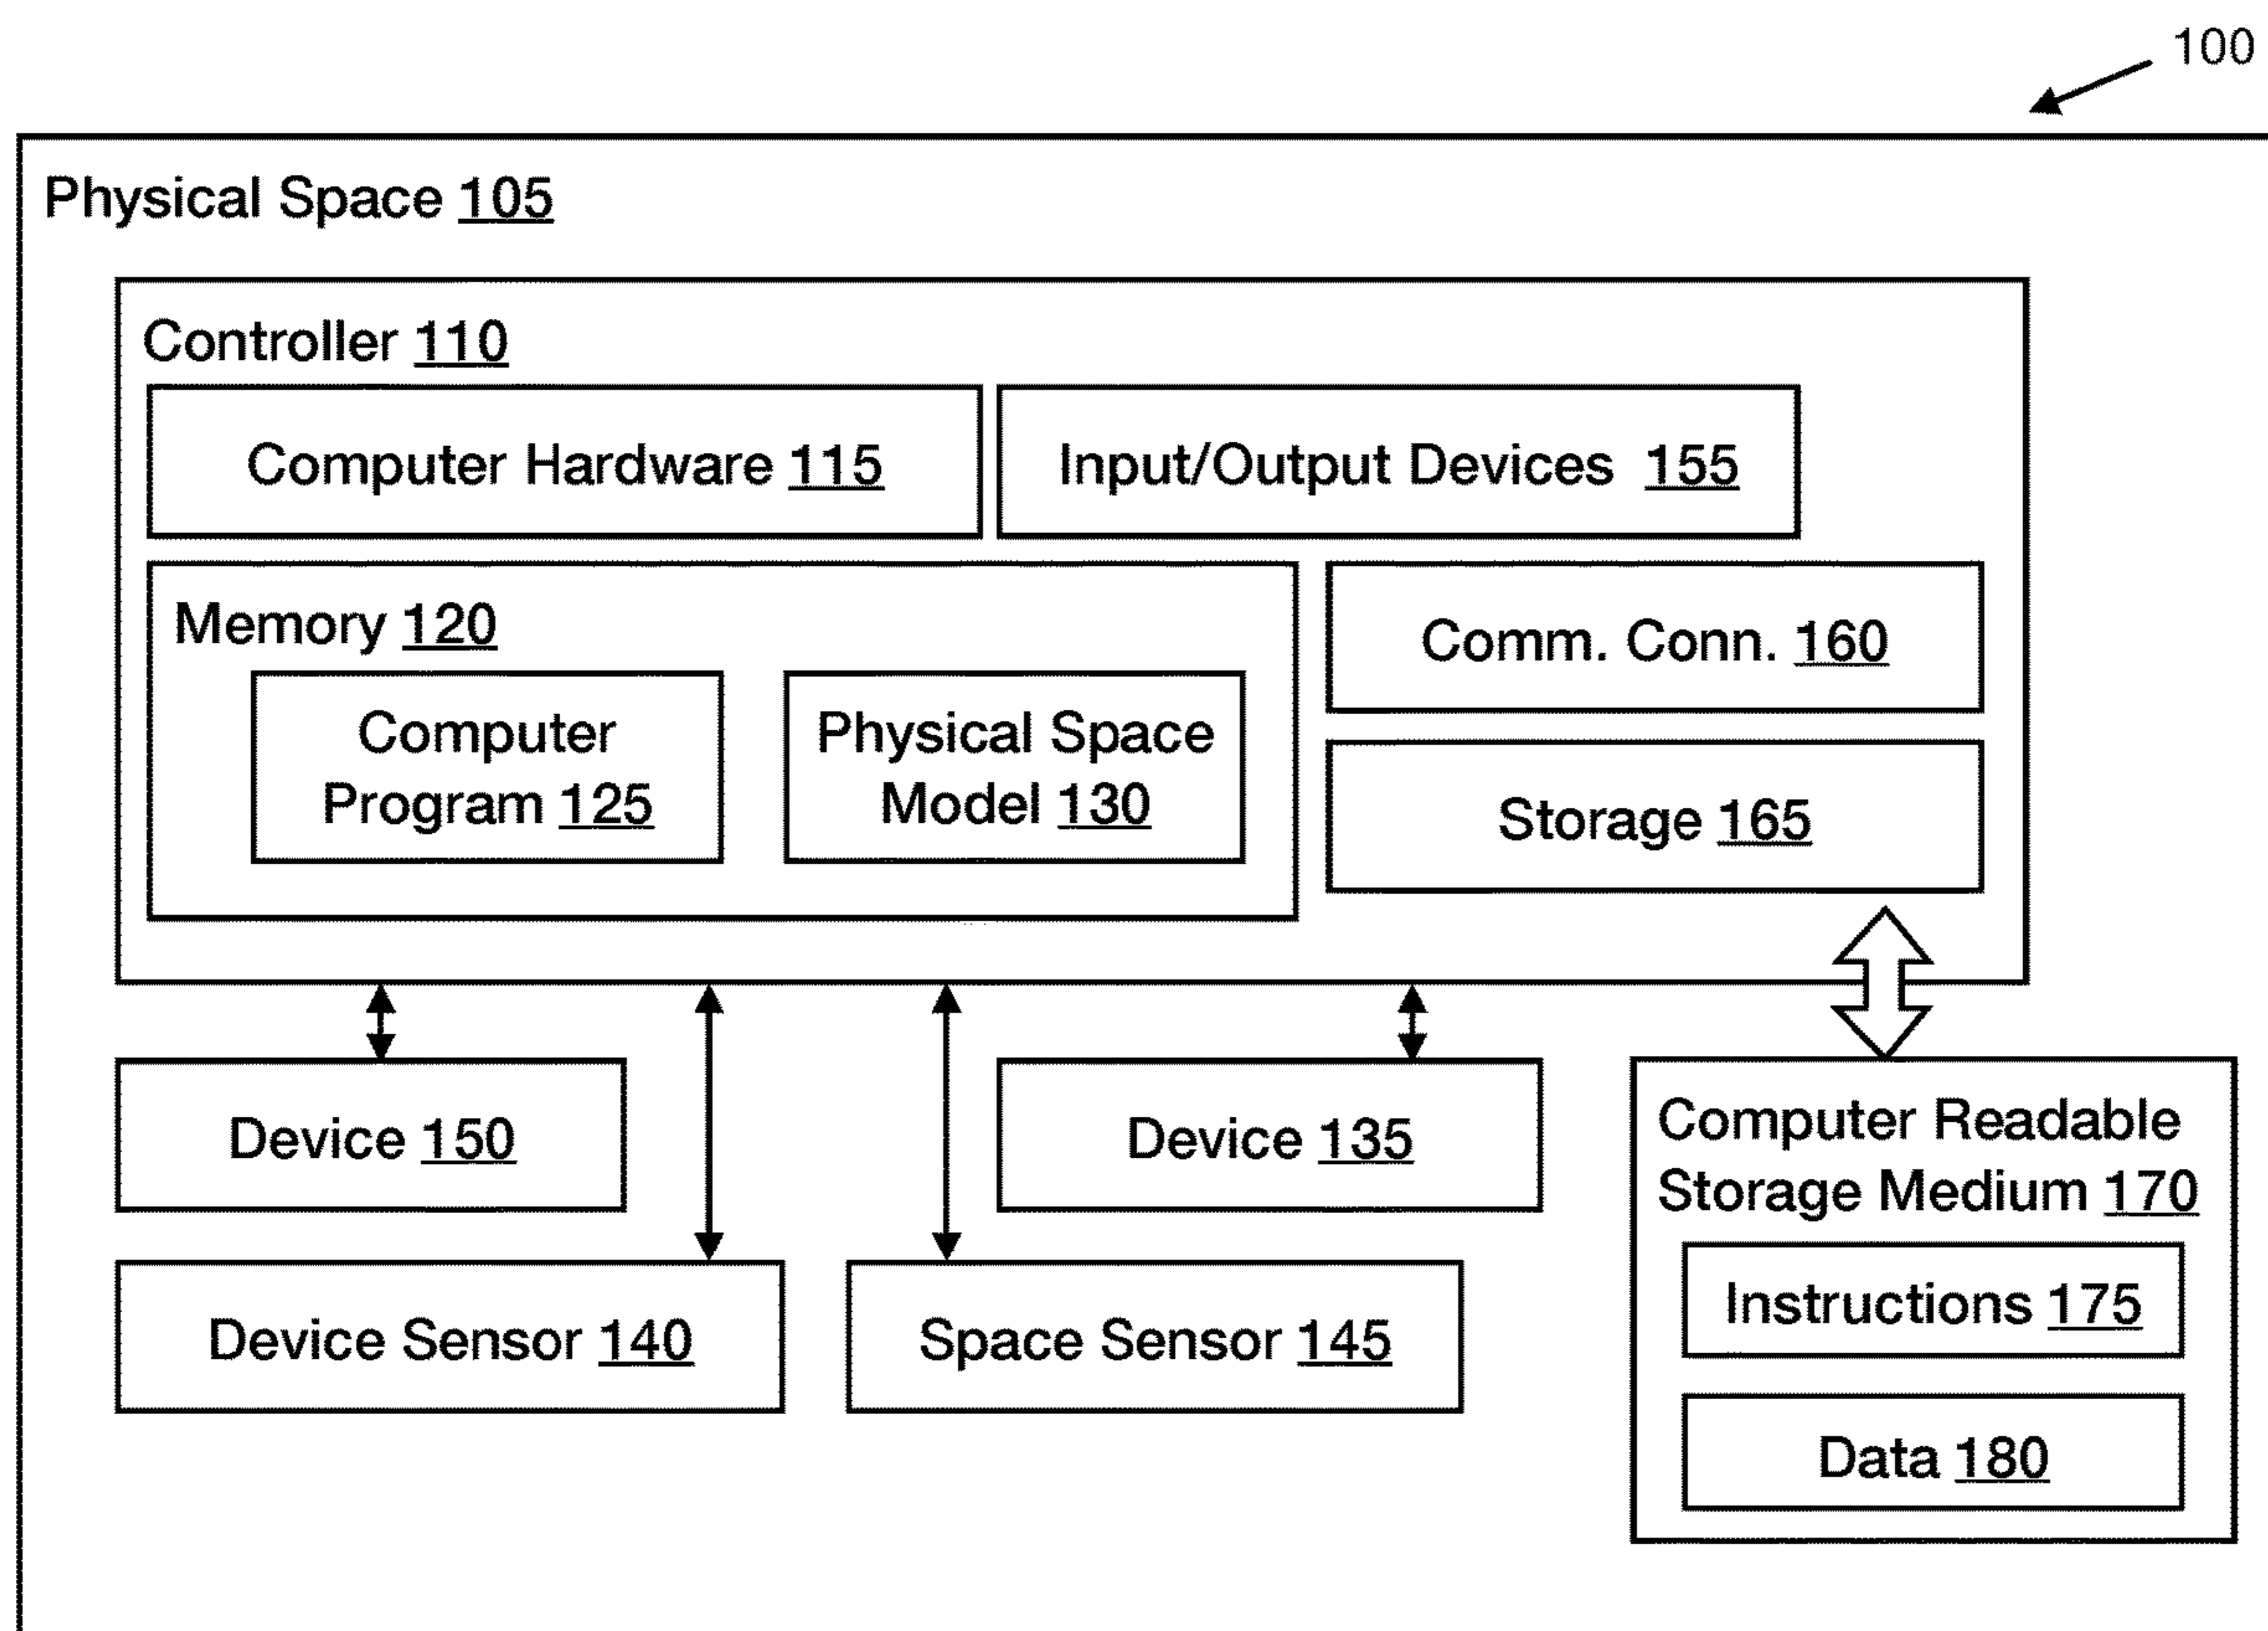 100
Physical Space 105
Controller 110
Computer Hardware 115
Input/Output Devices 155
Memory 120
Computer
Program 125
Physical Space
Model 130
Comm. Conn. 160
Storage 165
Device 150
Device 135
Device Sensor 140
Space Sensor 145
Computer Readable
Storage Medium 170
Instructions 175
Data 180